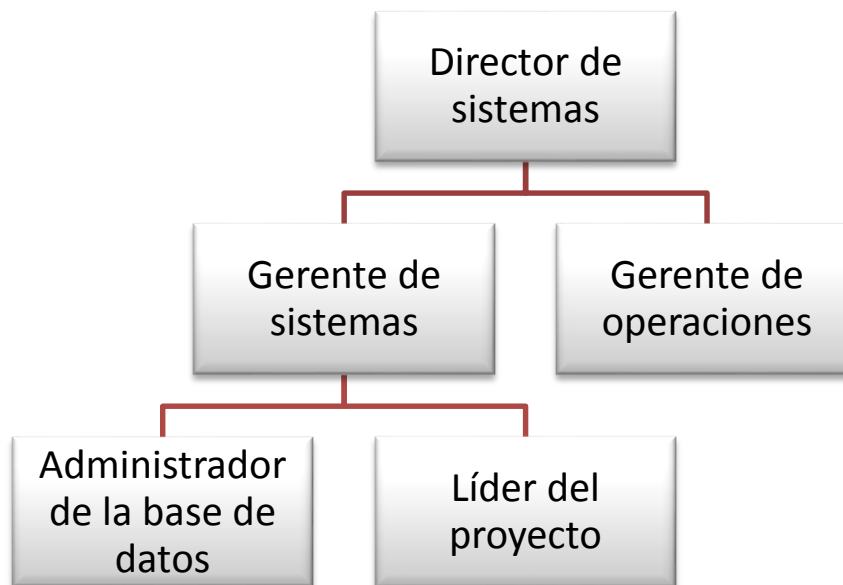 Director de
sistemas
Gerente de
sistemas
Gerente de
operaciones
Administrador
de la base de
datos
Líder del
proyecto